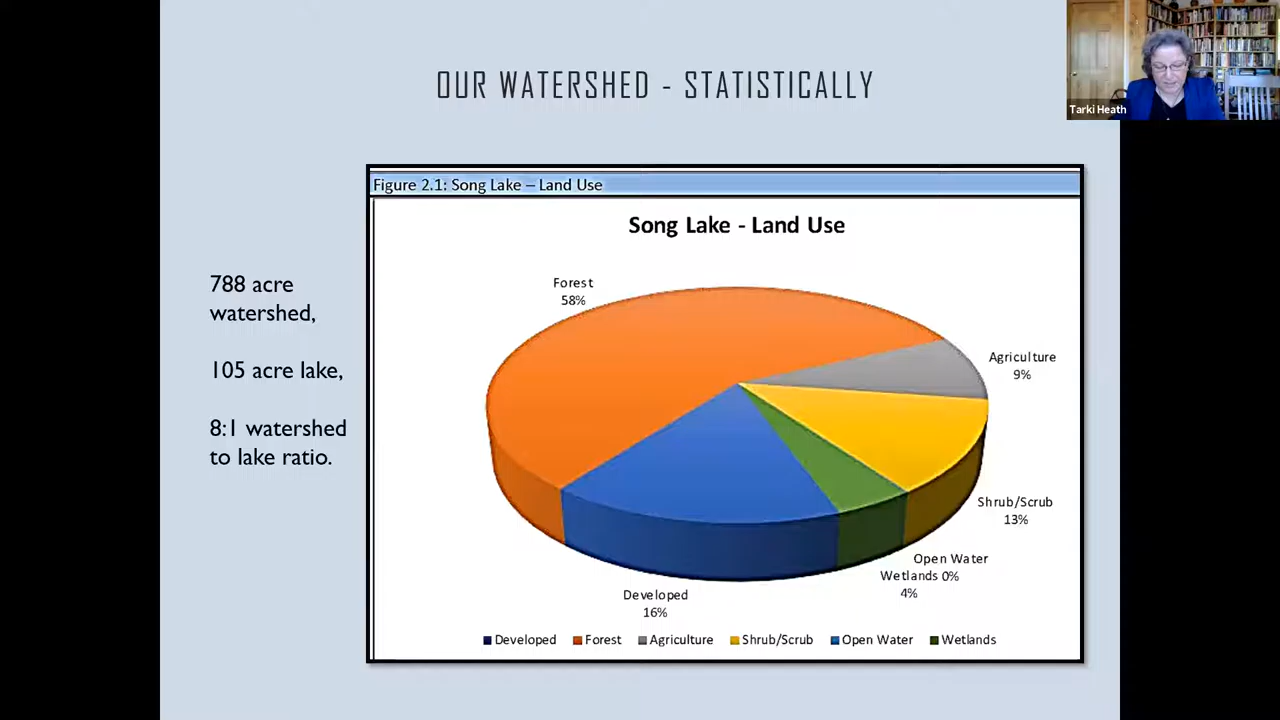 OUR WATERSHED - STATISTICALLY
Tarki Heath
788 acre
watershed,
105 acre lake,
8:1 watershed
to lake ratio.
Figure 2.1: Song Lake – Land Use
Song Lake - Land Use
Forest
58%
Agriculture
9%
Shrub/Scrub
13%
Open Water
0%
Wetlands
4%
Developed
16%
Developed Forest Agriculture Shrub/Scrub Open Water Wetlands